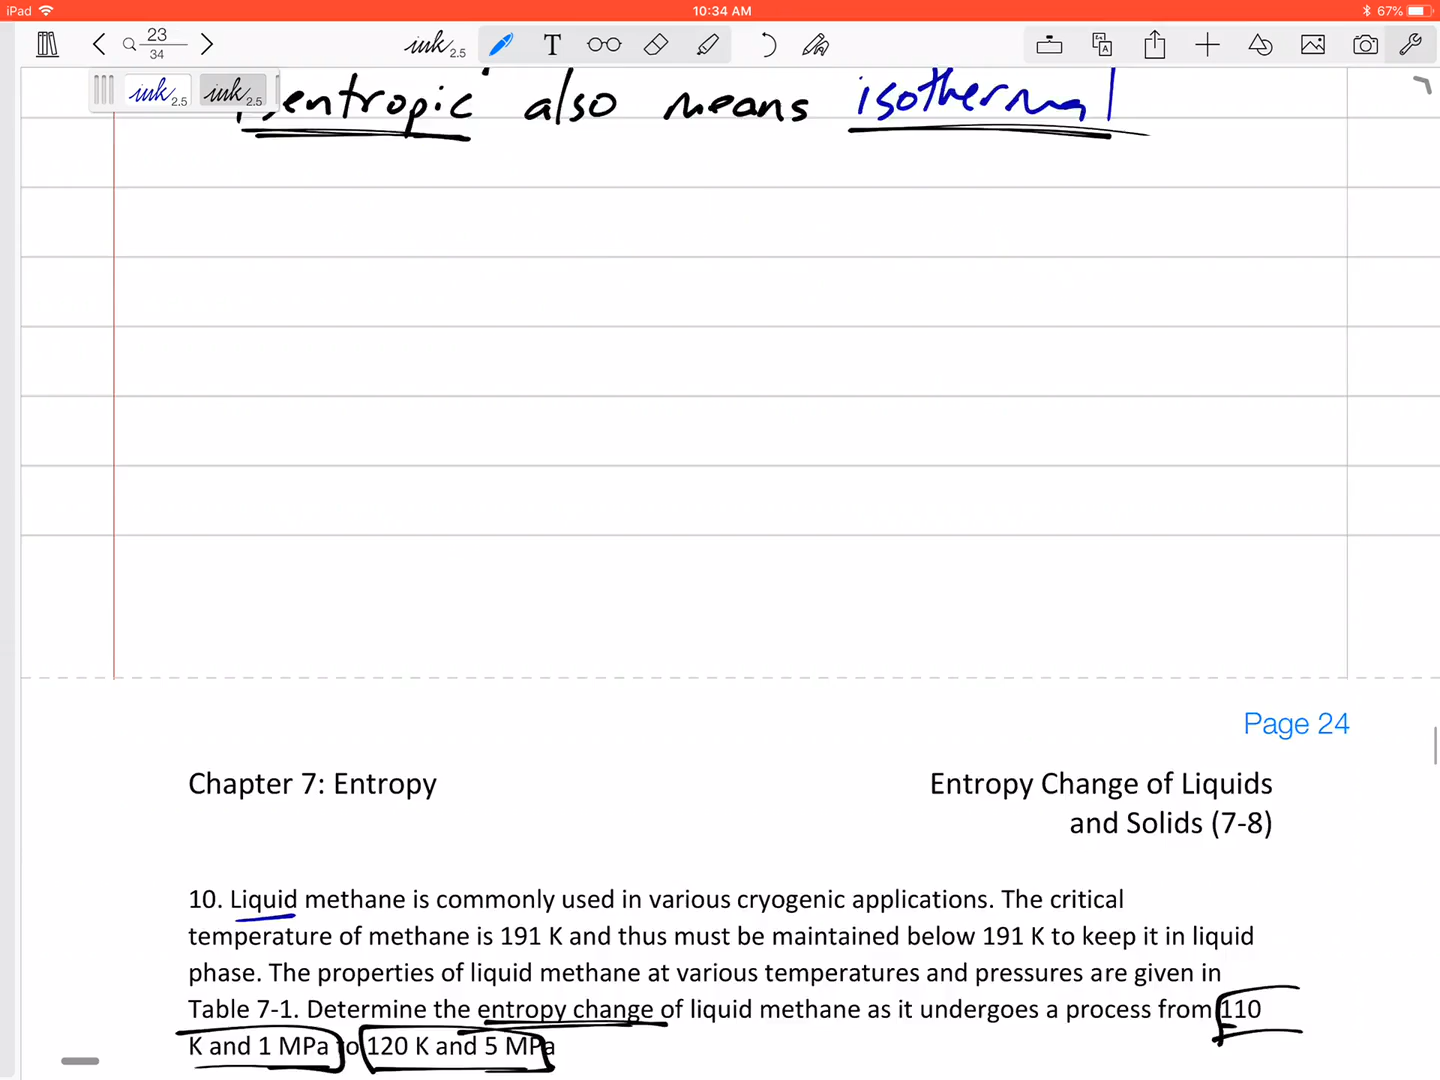 iPad 10:34 AM 67%
23
34
ink 2.5 T
ink 2.5 ink 2.5
isentropic also means isothermal
Page 24
Chapter 7: Entropy
Entropy Change of Liquids
and Solids (7-8)
10. Liquid methane is commonly used in various cryogenic applications. The critical
temperature of methane is 191 K and thus must be maintained below 191 K to keep it in liquid
phase. The properties of liquid methane at various temperatures and pressures are given in
Table 7-1. Determine the entropy change of liquid methane as it undergoes a process from 110
K and 1 MPa to 120 K and 5 MPa